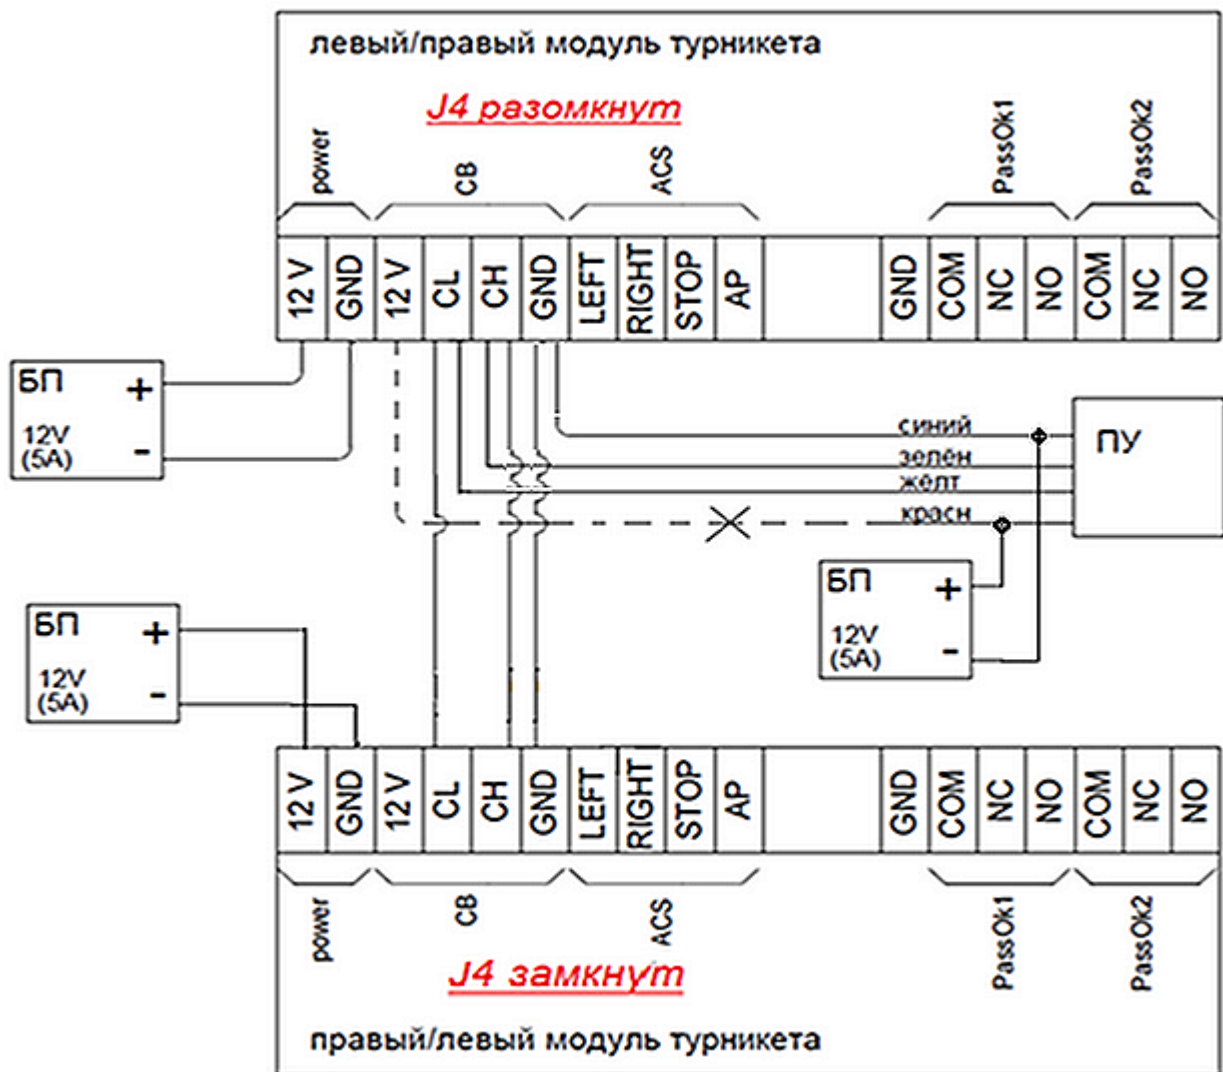 левый/правый модуль турникета
J4 разомкнут
power
CB
ACS
PassOk1
PassOk2
12 V
GND
12 V
CL
CH
GND
LEFT
RIGHT
STOP
AP
GND
COM
NC
NO
COM
NC
NO
БП
+
12V
(5A)
-
синий
зелён
жёлт
красн
ПУ
БП
+
12V
(5A)
-
БП
+
12V
(5A)
-
12 V
GND
12 V
CL
CH
GND
LEFT
RIGHT
STOP
AP
GND
COM
NC
NO
COM
NC
NO
power
CB
ACS
PassOk1
PassOk2
J4 замкнут
правый/левый модуль турникета